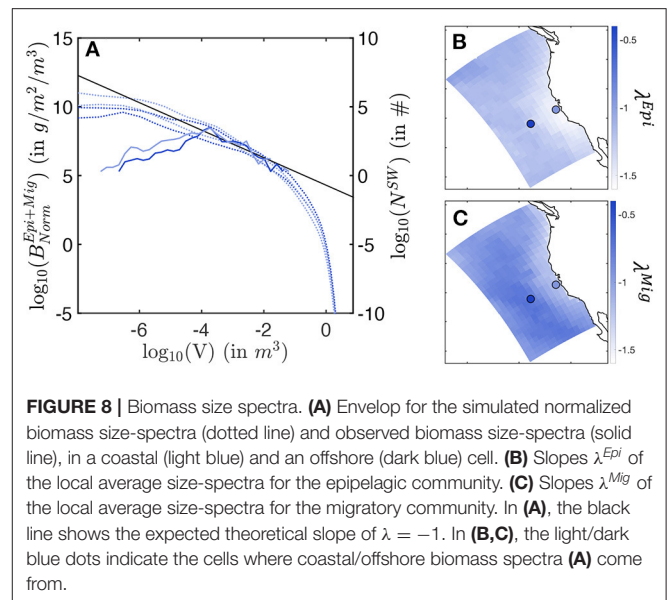 A
15
10
5
0
-5
log₁₀(B_{Norm}^{Epi+Mig}) (in g/m²/m³)
10
5
0
-5
-10
log₁₀(N^{SW}) (in #)
-6
-4
-2
0
log₁₀(V) (in m³)
B
-0.5
-1
-1.5
λ^{Epi}
C
-0.5
-1
-1.5
λ^{Mig}
FIGURE 8 | Biomass size spectra. (A) Envelop for the simulated normalized
biomass size-spectra (dotted line) and observed biomass size-spectra (solid
line), in a coastal (light blue) and an offshore (dark blue) cell. (B) Slopes λ^{Epi} of
the local average size-spectra for the epipelagic community. (C) Slopes λ^{Mig} of
the local average size-spectra for the migratory community. In (A), the black
line shows the expected theoretical slope of λ = −1. In (B,C), the light/dark
blue dots indicate the cells where coastal/offshore biomass spectra (A) come
from.